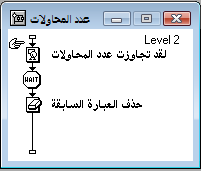 عدد المحاولات
Level 2
لقد تجاوزت عدد المحاولات
WAIT
حذف العبارة السابقة